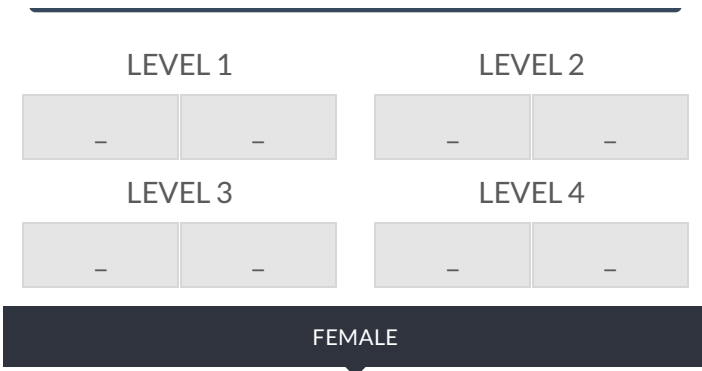 LEVEL 1 LEVEL 2
– – – –
LEVEL 3 LEVEL 4
– – – –
FEMALE